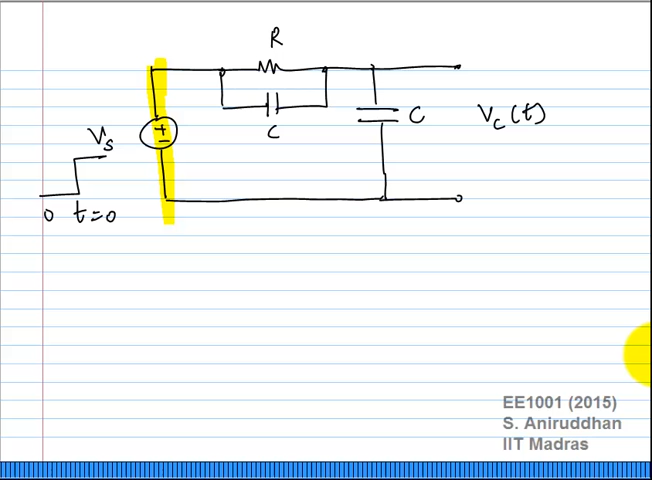 R
C
C
V_c(t)
+
−
V_s
0 t=0
EE1001 (2015)
S. Aniruddhan
IIT Madras